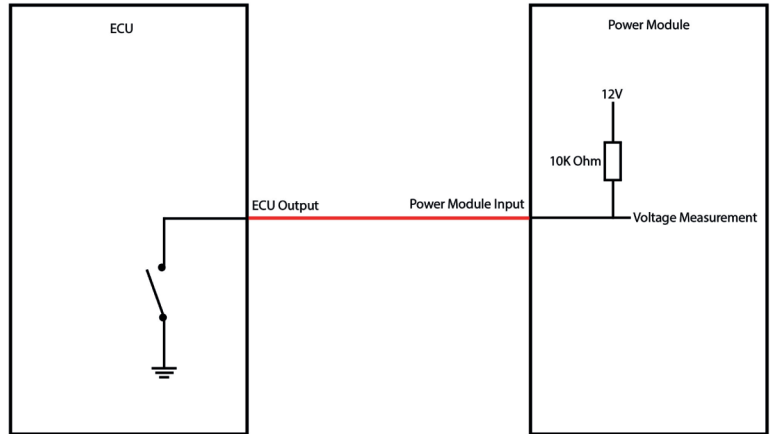 ECU
Power Module
12V
10K Ohm
ECU Output
Power Module Input
Voltage Measurement